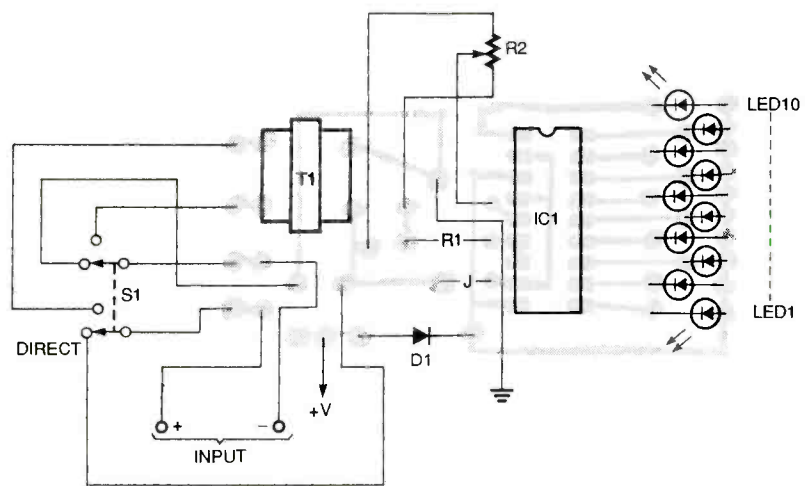 R2
LED10
T1
IC1
R1
S1
J
LED1
DIRECT
D1
+V
+
−
INPUT